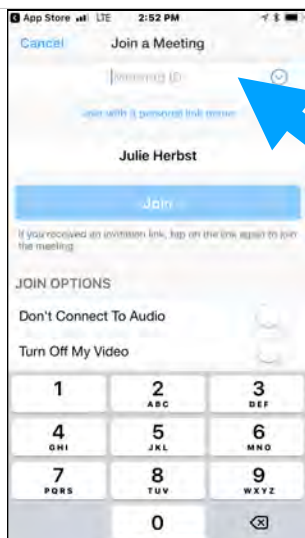 App Store LTE 2:52 PM
Cancel Join a Meeting
Meeting ID
Join with a personal link name
Julie Herbst
Join
If you received an invitation link, tap on the link again to join
the meeting
JOIN OPTIONS
Don't Connect To Audio
Turn Off My Video
1 2 3
ABC DEF
4 5 6
GHI JKL MNO
7 8 9
PQRS TUV WXYZ
0